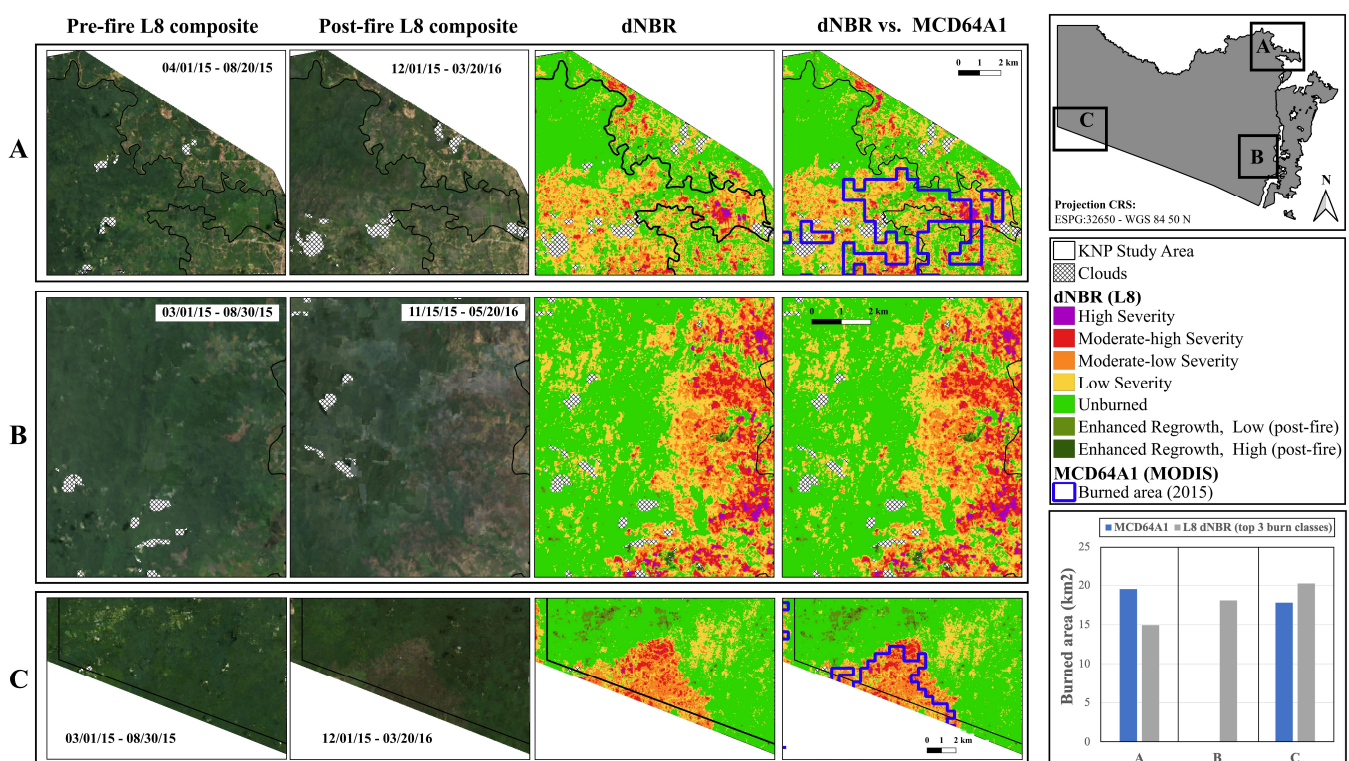 Pre-fire L8 composite
Post-fire L8 composite
dNBR
dNBR vs. MCD64A1
A
04/01/15 - 08/20/15
12/01/15 - 03/20/16
0 1 2 km
B
03/01/15 - 08/30/15
11/15/15 - 05/20/16
0 1 2 km
C
03/01/15 - 08/30/15
12/01/15 - 03/20/16
0 1 2 km
A
C
B
N
Projection CRS:
ESPG:32650 - WGS 84 50 N
KNP Study Area
Clouds
dNBR (L8)
High Severity
Moderate-high Severity
Moderate-low Severity
Low Severity
Unburned
Enhanced Regrowth, Low (post-fire)
Enhanced Regrowth, High (post-fire)
MCD64A1 (MODIS)
Burned area (2015)
MCD64A1 L8 dNBR (top 3 burn classes)
Burned area (km2)
25
20
15
10
5
0
A B C